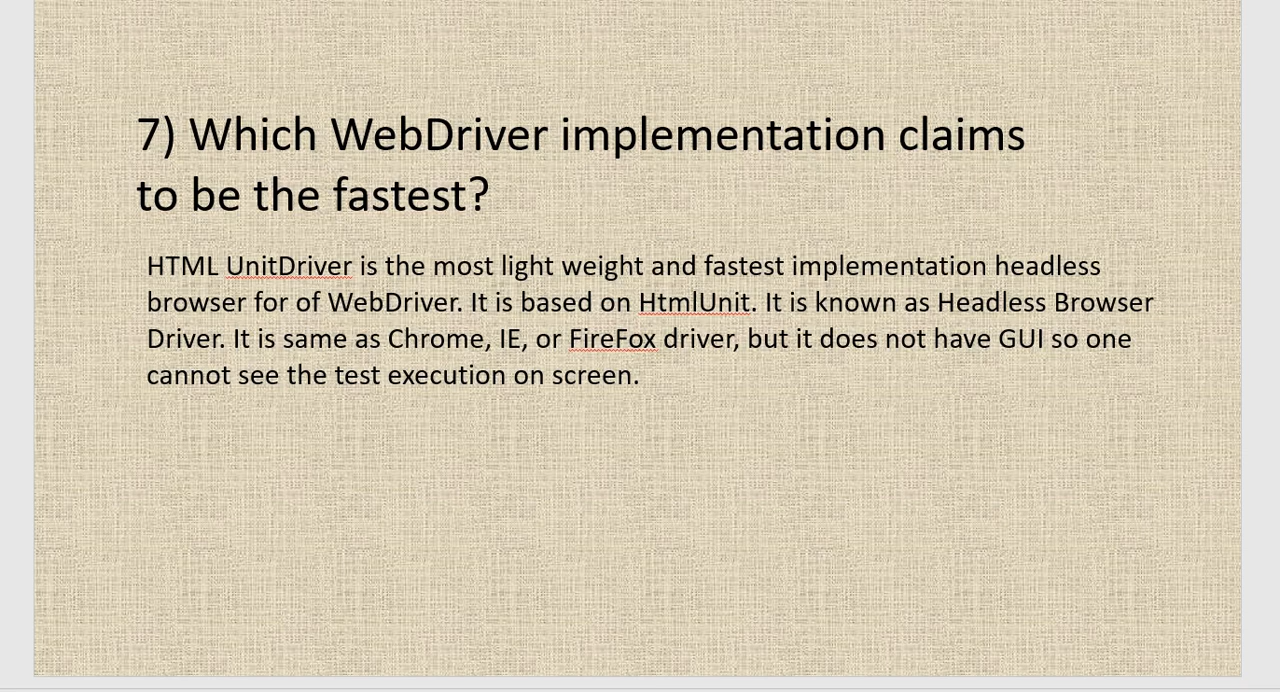 7) Which WebDriver implementation claims
to be the fastest?
HTML UnitDriver is the most light weight and fastest implementation headless
browser for of WebDriver. It is based on HtmlUnit. It is known as Headless Browser
Driver. It is same as Chrome, IE, or FireFox driver, but it does not have GUI so one
cannot see the test execution on screen.